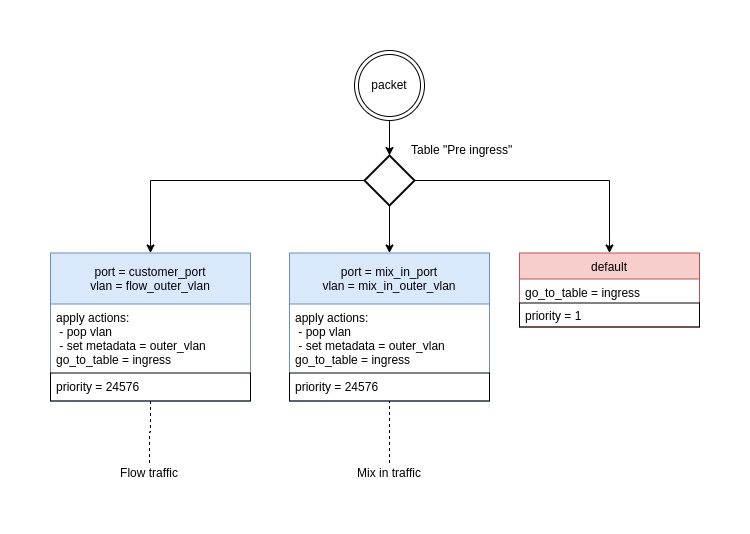 packet
Table "Pre ingress"
port = customer_port
vlan = flow_outer_vlan
apply actions:
- pop vlan
- set metadata = outer_vlan
go_to_table = ingress
priority = 24576
Flow traffic
port = mix_in_port
vlan = mix_in_outer_vlan
apply actions:
- pop vlan
- set metadata = outer_vlan
go_to_table = ingress
priority = 24576
Mix in traffic
default
go_to_table = ingress
priority = 1